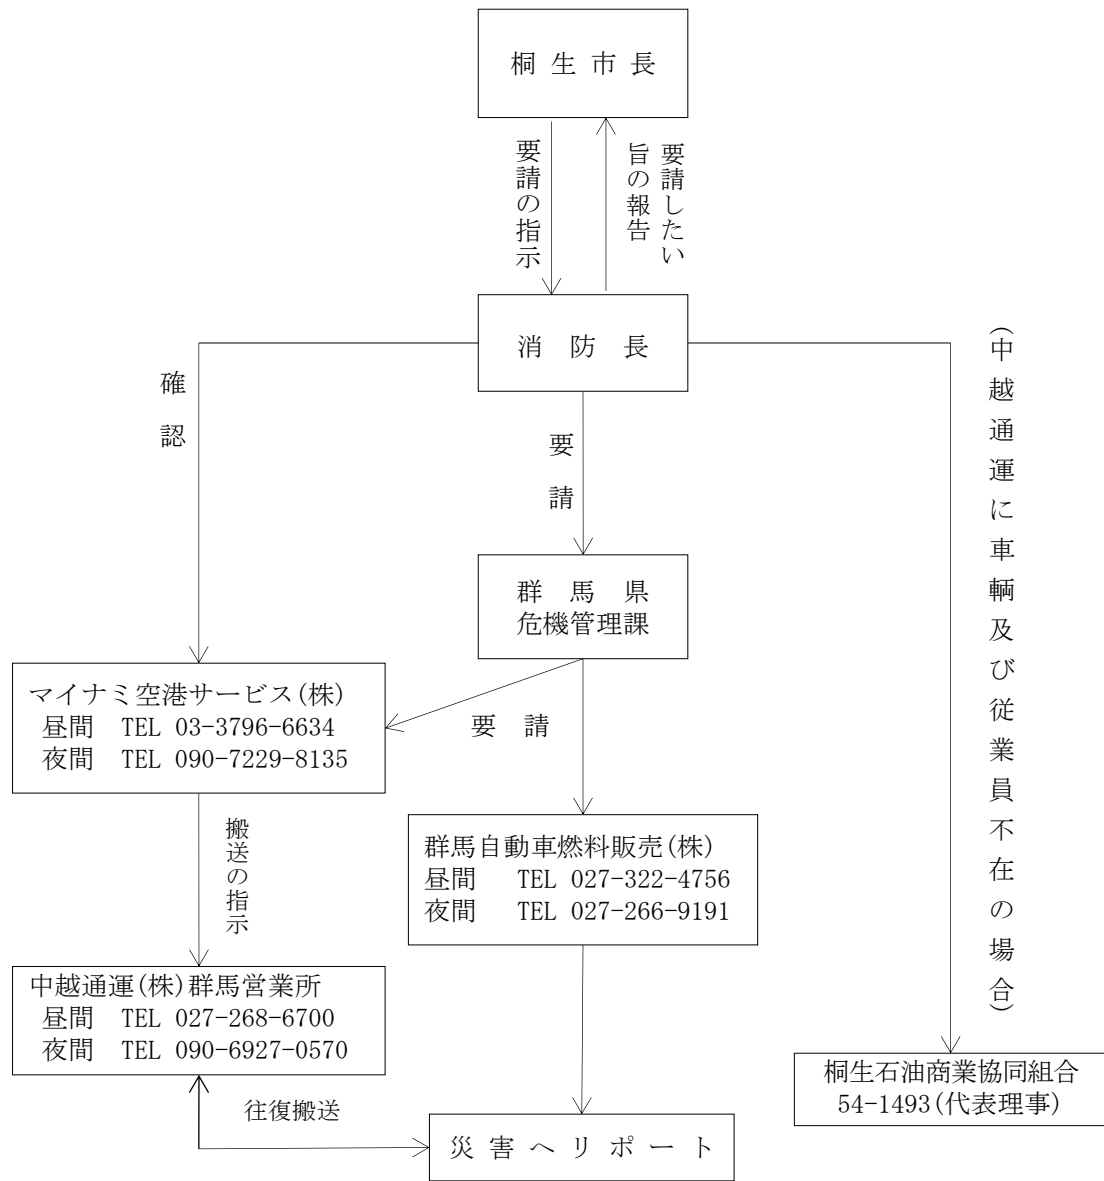 桐生市長
要請の指示
要請したい
旨の報告
消防長
確認
要請
(中越通運に車輌及び従業員不在の場合)
群馬県
危機管理課
マイナミ空港サービス(株)
昼間 TEL 03-3796-6634
夜間 TEL 090-7229-8135
要請
搬送の指示
群馬自動車燃料販売(株)
昼間 TEL 027-322-4756
夜間 TEL 027-266-9191
中越通運(株)群馬営業所
昼間 TEL 027-268-6700
夜間 TEL 090-6927-0570
桐生石油商業協同組合
54-1493(代表理事)
往復搬送
災害ヘリポート